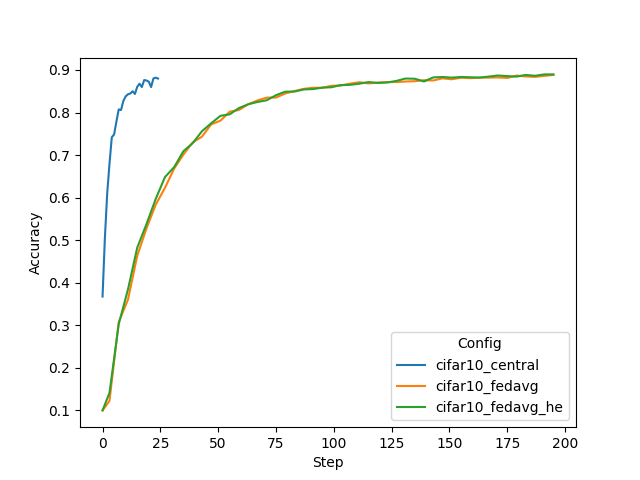 0.9
0.8
0.7
0.6
0.5
0.4
0.3
0.2
0.1
Accuracy
0 25 50 75 100 125 150 175 200
Step
Config
cifar10_central
cifar10_fedavg
cifar10_fedavg_he